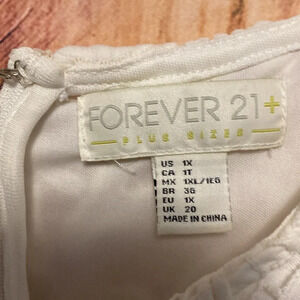 FOREVER 21+
PLUS SIZES
US 1X
CA 1T
MX 1XL/1EG
BR 36
EU 1X
UK 20
MADE IN CHINA